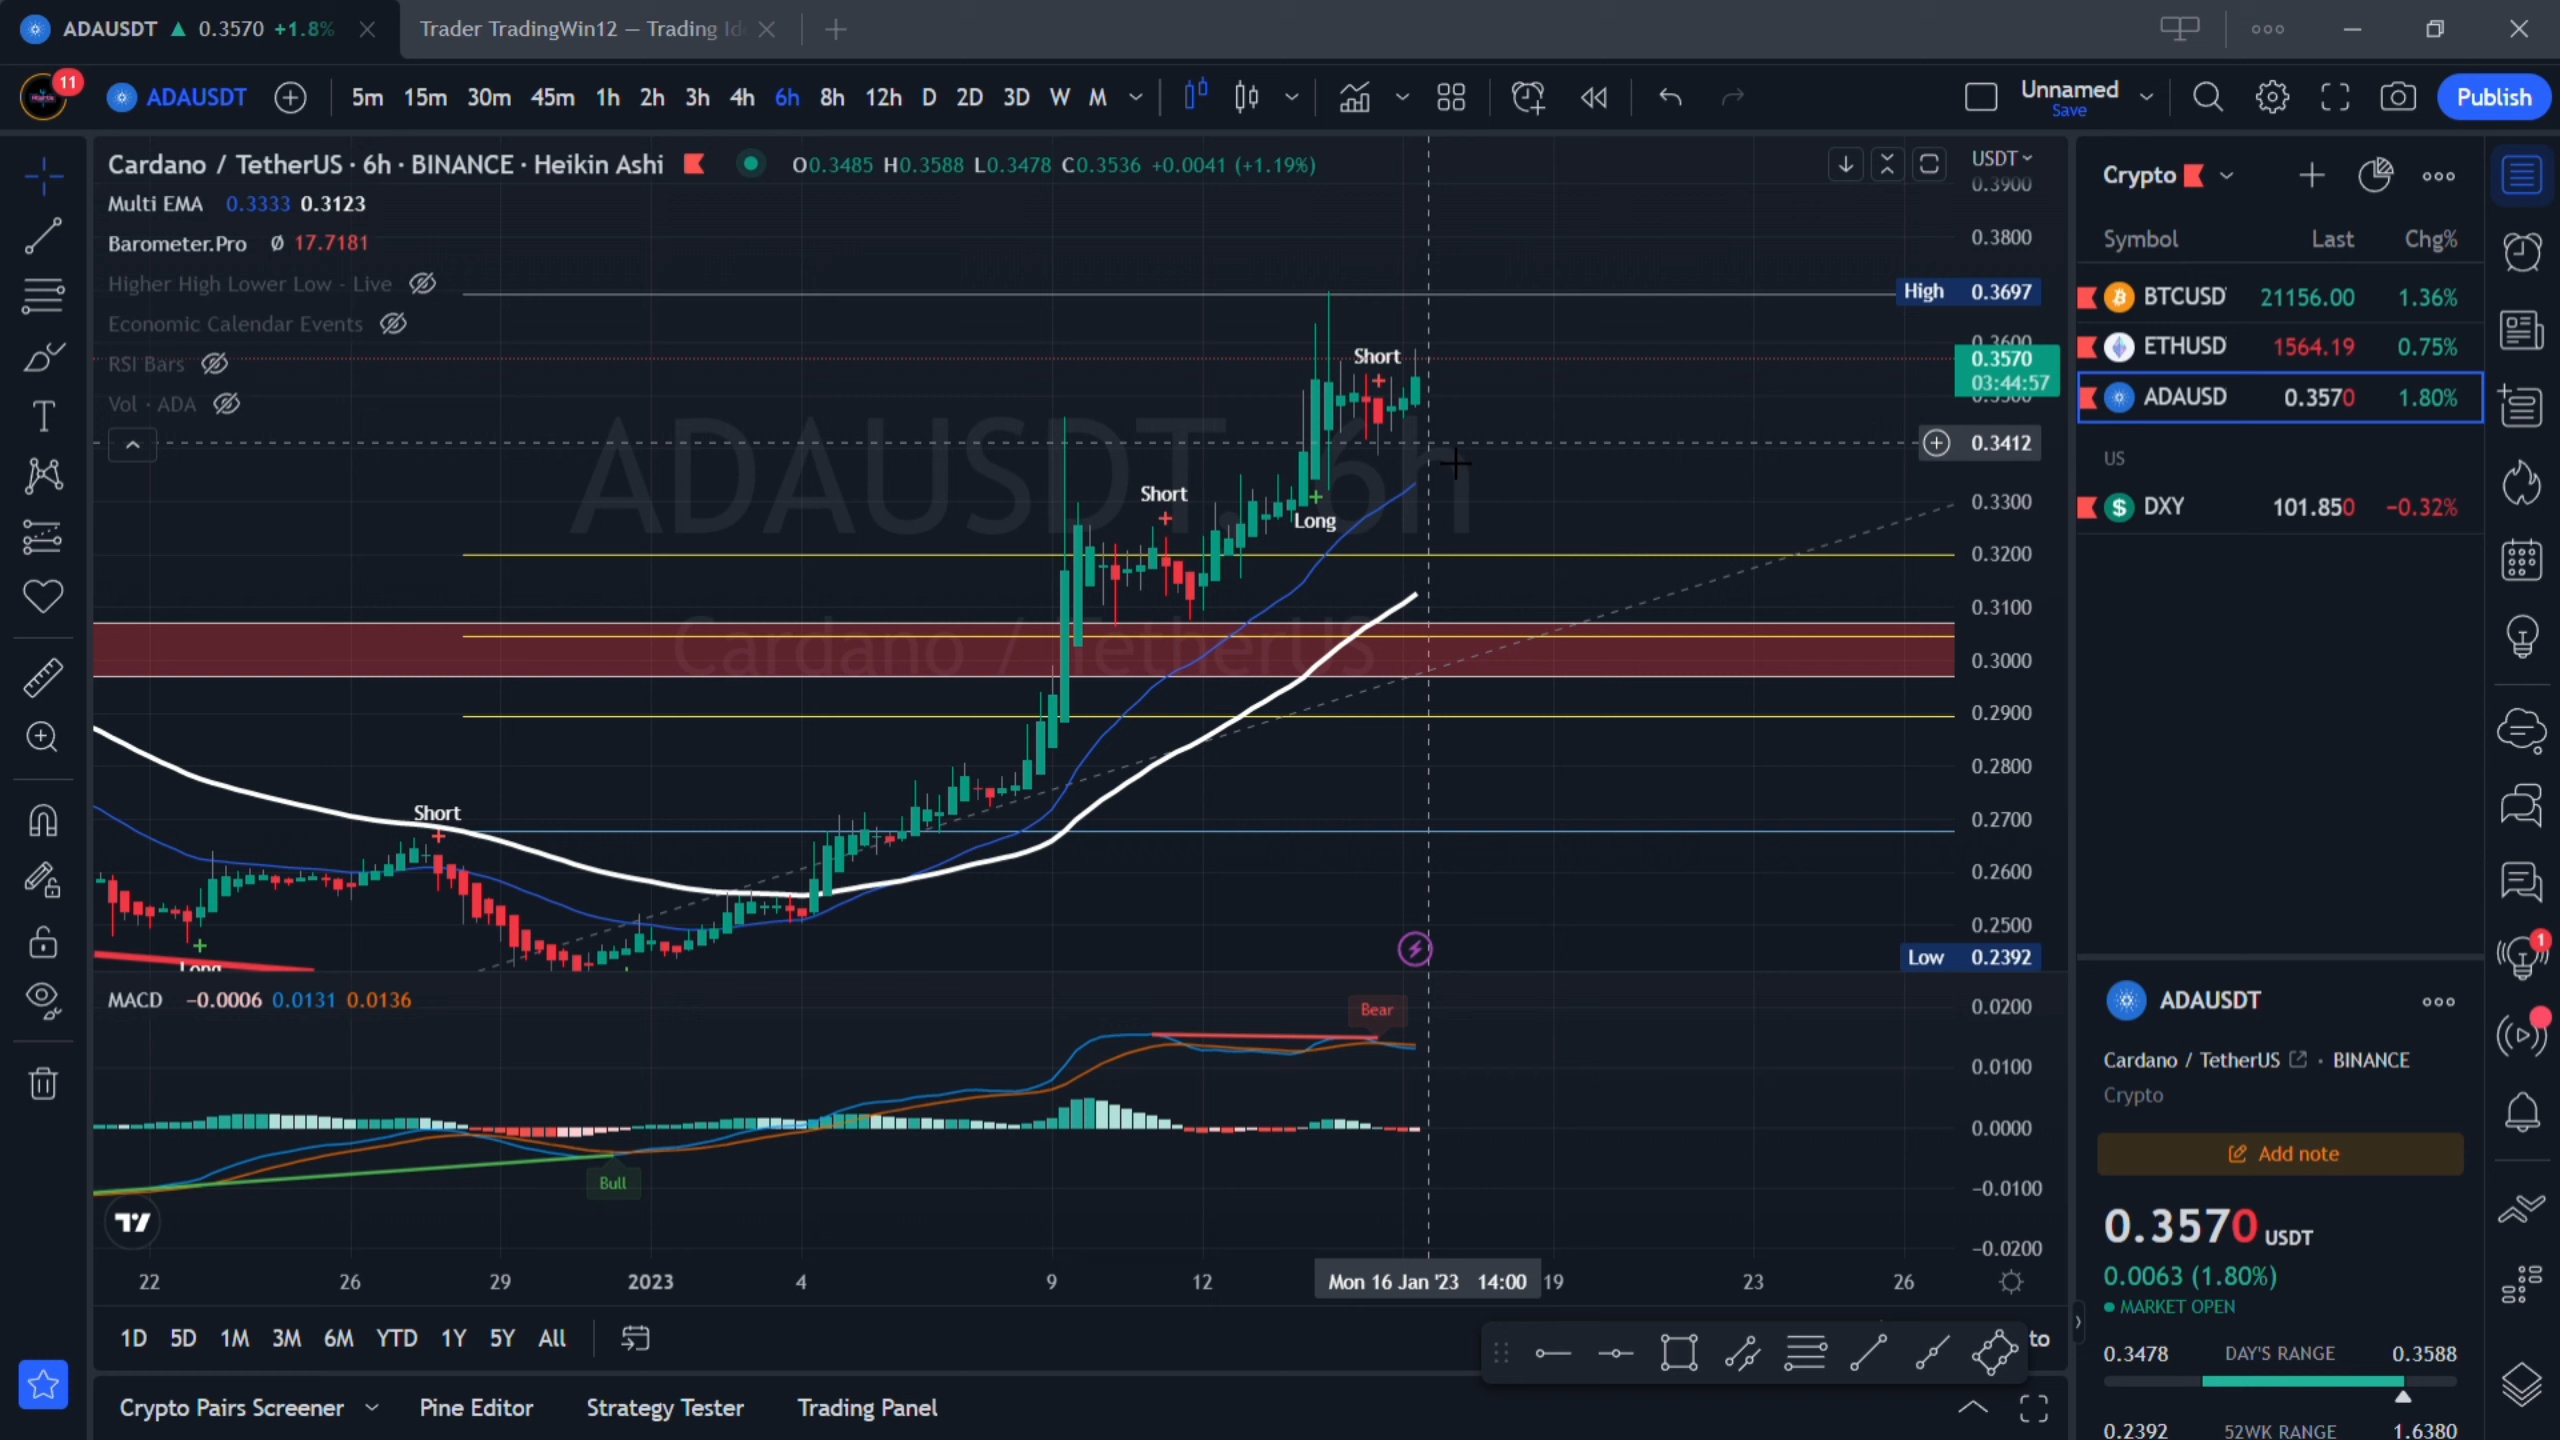 ADAUSDT ▲ 0.3570 +1.8%
Trader TradingWin12 — Trading Id
11
ADAUSDT
5m 15m 30m 45m 1h 2h 3h 4h 6h 8h 12h D 2D 3D W M
Unnamed
Save
Publish
Cardano / TetherUS · 6h · BINANCE · Heikin Ashi
O0.3485 H0.3588 L0.3478 C0.3536 +0.0041 (+1.19%)
Multi EMA 0.3333 0.3123
Barometer.Pro Ø 17.7181
Higher High Lower Low - Live
Economic Calendar Events
RSI Bars
Vol · ADA
ADAUSDT, 6h
Cardano / TetherUS
Short
Short
Short
Long
Long
USDT
0.3900
0.3800
High 0.3697
0.3600
0.3570
03:44:57
0.3500
0.3412
0.3300
0.3200
0.3100
0.3000
0.2900
0.2800
0.2700
0.2600
0.2500
Low 0.2392
MACD −0.0006 0.0131 0.0136
Bear
Bull
0.0200
0.0100
0.0000
−0.0100
−0.0200
22 26 29 2023 4 9 12 Mon 16 Jan '23 14:00 19 23 26
1D 5D 1M 3M 6M YTD 1Y 5Y All
to
Crypto Pairs Screener Pine Editor Strategy Tester Trading Panel
Crypto
Symbol Last Chg%
BTCUSD 21156.00 1.36%
ETHUSD 1564.19 0.75%
ADAUSD 0.3570 1.80%
US
DXY 101.850 −0.32%
ADAUSDT
Cardano / TetherUS · BINANCE
Crypto
Add note
0.3570 USDT
0.0063 (1.80%)
MARKET OPEN
0.3478 DAY'S RANGE 0.3588
0.2392 52WK RANGE 1.6380
1